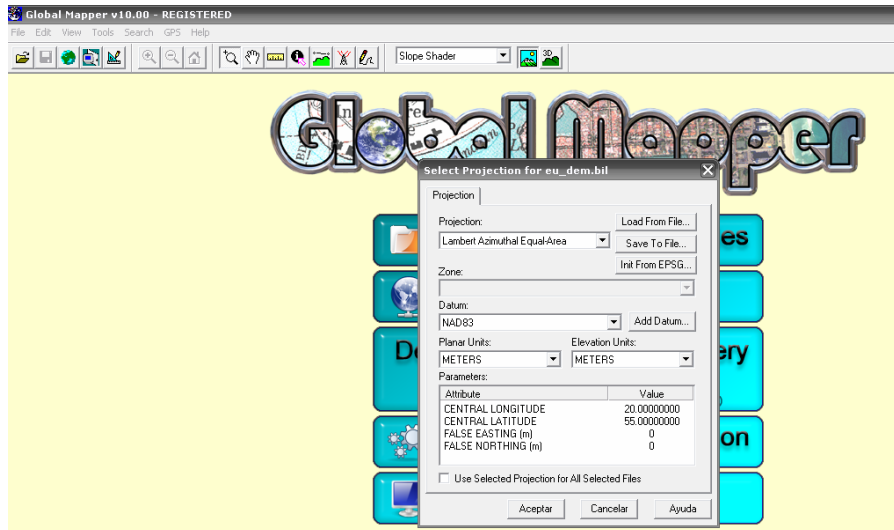 Global Mapper v10.00 - REGISTERED
File Edit View Tools Search GPS Help
Slope Shader
3D
Global Mapper
Select Projection for eu_dem.bil
Projection
Projection:
Load From File...
Lambert Azimuthal Equal-Area
Save To File...
Init From EPSG...
Zone:
Datum:
NAD83
Add Datum...
Planar Units:
Elevation Units:
METERS
METERS
Parameters:
Attribute Value
CENTRAL LONGITUDE 20.00000000
CENTRAL LATITUDE 55.00000000
FALSE EASTING (m) 0
FALSE NORTHING (m) 0
Use Selected Projection for All Selected Files
Aceptar Cancelar Ayuda
es
D
ery
on